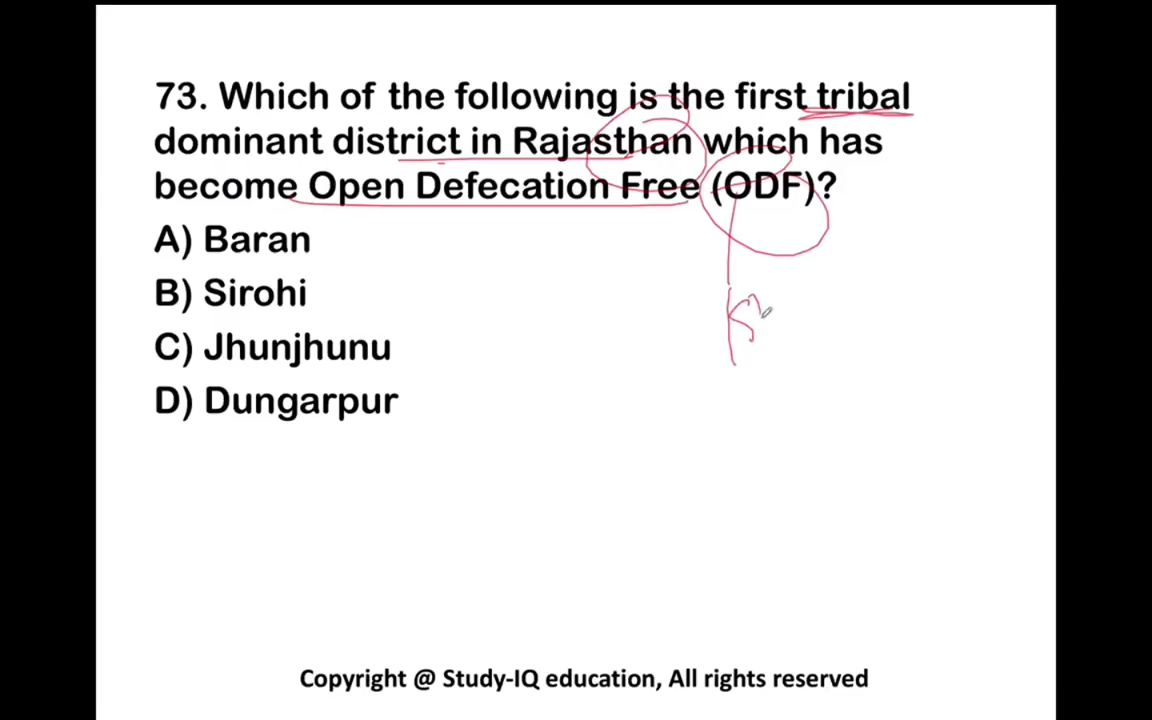 73. Which of the following is the first tribal
dominant district in Rajasthan which has
become Open Defecation Free (ODF)?
A) Baran
B) Sirohi
C) Jhunjhunu
D) Dungarpur
Copyright @ Study-IQ education, All rights reserved